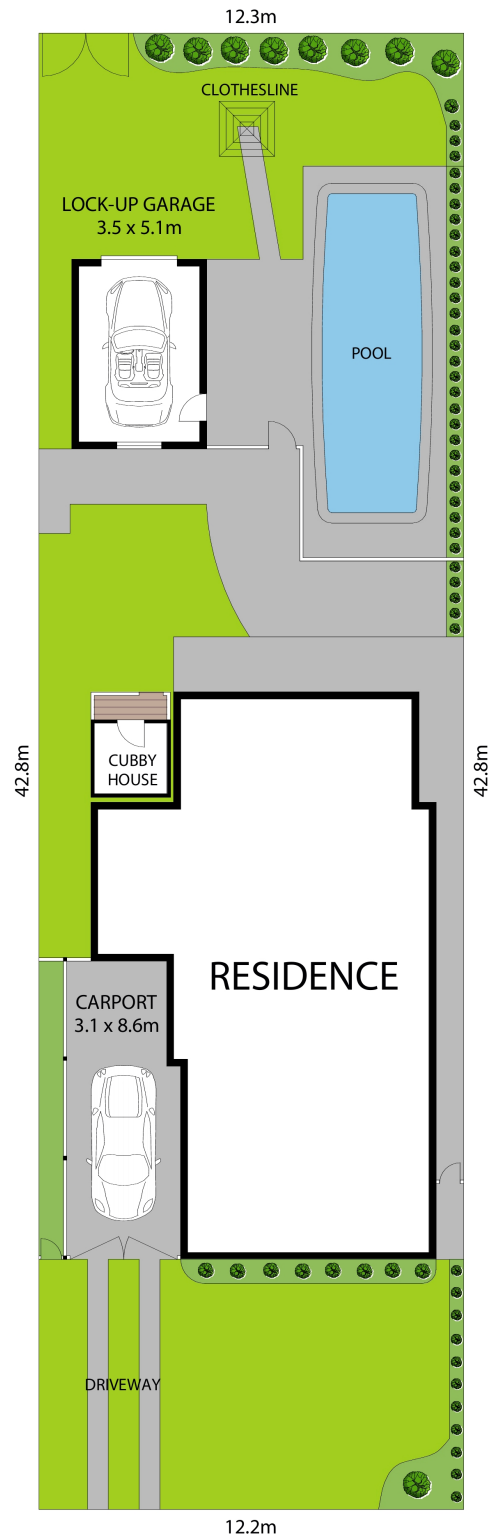 12.3m
CLOTHESLINE
LOCK-UP GARAGE
3.5 x 5.1m
POOL
42.8m
42.8m
CUBBY
HOUSE
RESIDENCE
CARPORT
3.1 x 8.6m
DRIVEWAY
12.2m